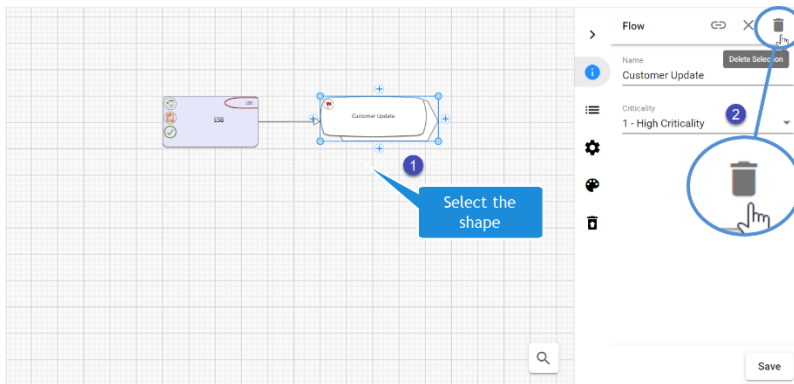 Flow
Delete Selection
Name
Customer Update
Criticality
1 - High Criticality
2
ESB
ESB
Customer Update
1
Select the
shape
Save